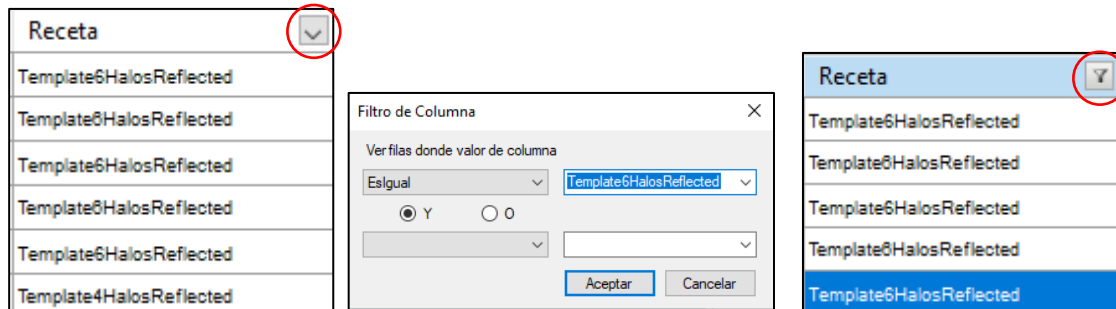 Receta
Template6HalosReflected
Template6HalosReflected
Template6HalosReflected
Template6HalosReflected
Template6HalosReflected
Template4HalosReflected
Filtro de Columna
Ver filas donde valor de columna
EsIgual Template6HalosReflected
Y O
Aceptar Cancelar
Receta
Template6HalosReflected
Template6HalosReflected
Template6HalosReflected
Template6HalosReflected
Template6HalosReflected